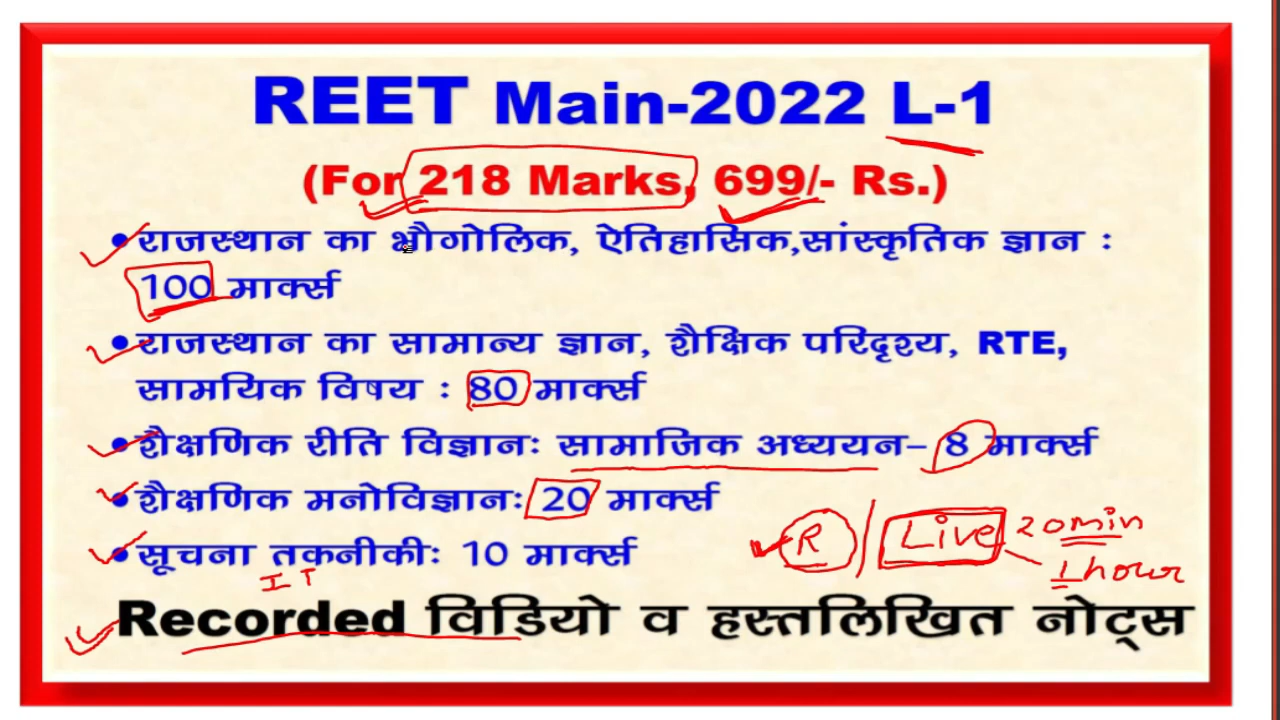 REET Main-2022 L-1
(For 218 Marks, 699/- Rs.)
• राजस्थान का भौगोलिक, ऐतिहासिक,सांस्कृतिक ज्ञान :
100 मार्क्स
• राजस्थान का सामान्य ज्ञान, शैक्षिक परिदृश्य, RTE,
सामयिक विषय : 80 मार्क्स
• शैक्षणिक रीति विज्ञानः सामाजिक अध्ययन– 8 मार्क्स
• शैक्षणिक मनोविज्ञानः 20 मार्क्स
• सूचना तकनीकीः 10 मार्क्स
IT
R / Live 20min
1hour
Recorded विडियो व हस्तलिखित नोट्स